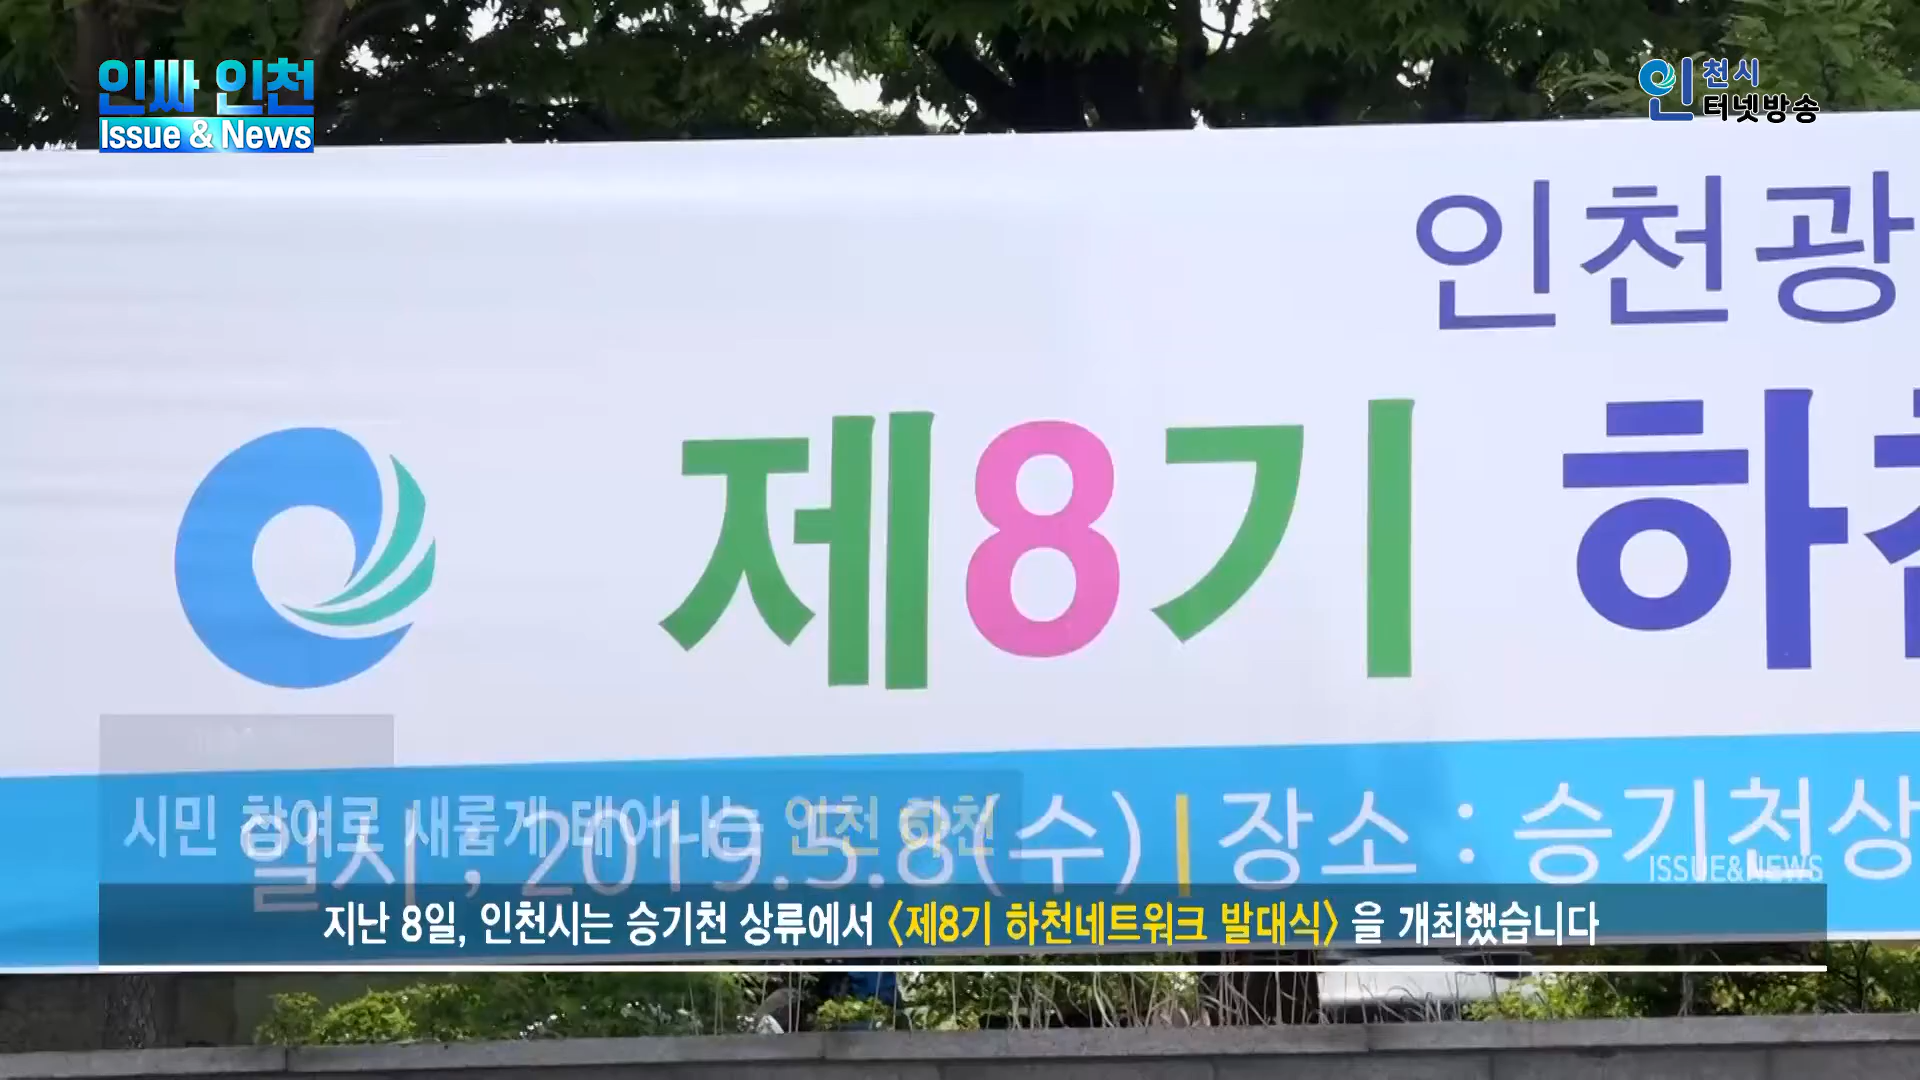 인싸 인천
Issue & News
인천시
인터넷방송
인천광
제8기 하천
일시 : 2019.5.8(수) | 장소 : 승기천상
시민 참여로 새롭게 태어나는 인천 하천
ISSUE&NEWS
지난 8일, 인천시는 승기천 상류에서 <제8기 하천네트워크 발대식> 을 개최했습니다